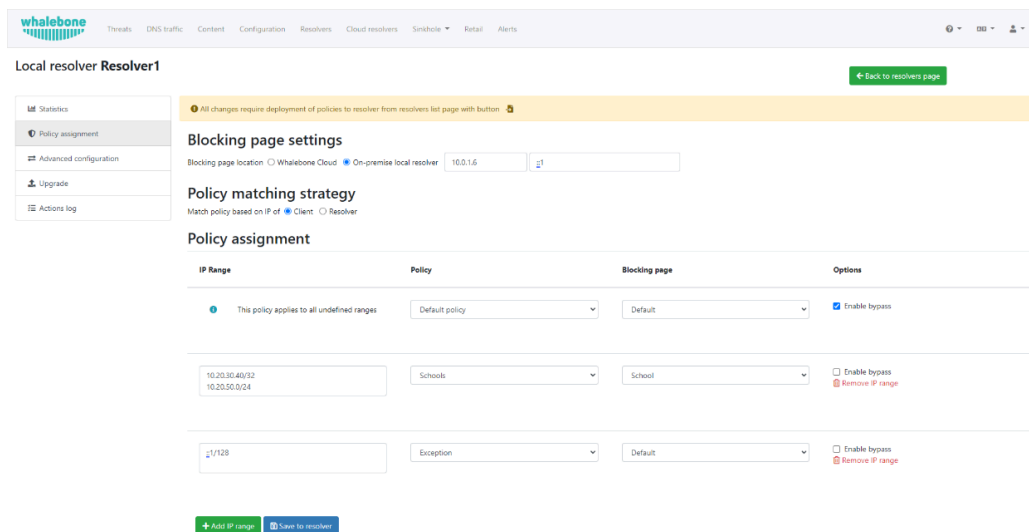 whalebone
Threats DNS traffic Content Configuration Resolvers Cloud resolvers Sinkhole Retail Alerts
Local resolver Resolver1
Back to resolvers page
Statistics
Policy assignment
Advanced configuration
Upgrade
Actions log
All changes require deployment of policies to resolver from resolvers list page with button
Blocking page settings
Blocking page location Whalebone Cloud On-premise local resolver 10.0.1.6 ::1
Policy matching strategy
Match policy based on IP of Client Resolver
Policy assignment
IP Range Policy Blocking page Options
This policy applies to all undefined ranges Default policy Default Enable bypass
10.20.30.40/32 Schools School Enable bypass
10.20.50.0/24 Remove IP range
::1/128 Exception Default Enable bypass
Remove IP range
Add IP range Save to resolver